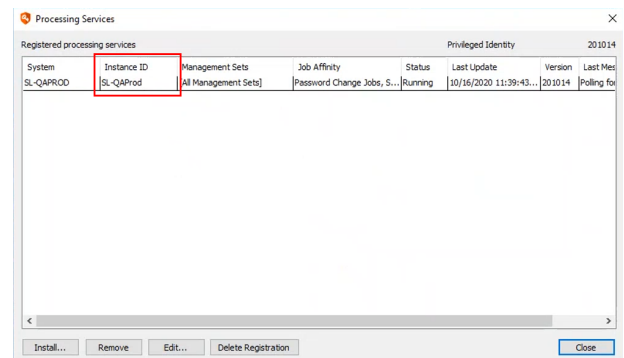 Processing Services
Registered processing services Privileged Identity 201014
System Instance ID Management Sets Job Affinity Status Last Update Version Last Mes
SL-QAPROD SL-QAProd All Management Sets] Password Change Jobs, S... Running 10/16/2020 11:39:43... 201014 Polling for
Install... Remove Edit... Delete Registration Close